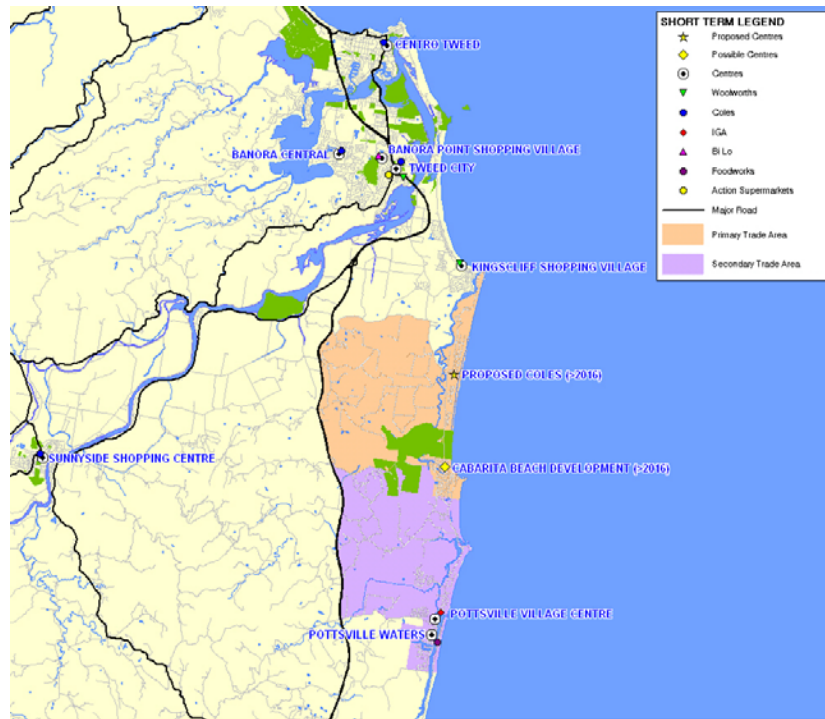 SHORT TERM LEGEND
Proposed Centres
Possible Centres
Centres
Woolworths
Coles
IGA
Bi Lo
Foodworks
Action Supermarkets
Major Road
Primary Trade Area
Secondary Trade Area
CENTRO TWEED
BANORA POINT SHOPPING VILLAGE
BANORA CENTRAL
TWEED CITY
KINGSCLIFF SHOPPING VILLAGE
PROPOSED COLES (>2016)
SUNNYSIDE SHOPPING CENTRE
CABARITA BEACH DEVELOPMENT (>2016)
POTTSVILLE VILLAGE CENTRE
POTTSVILLE WATERS